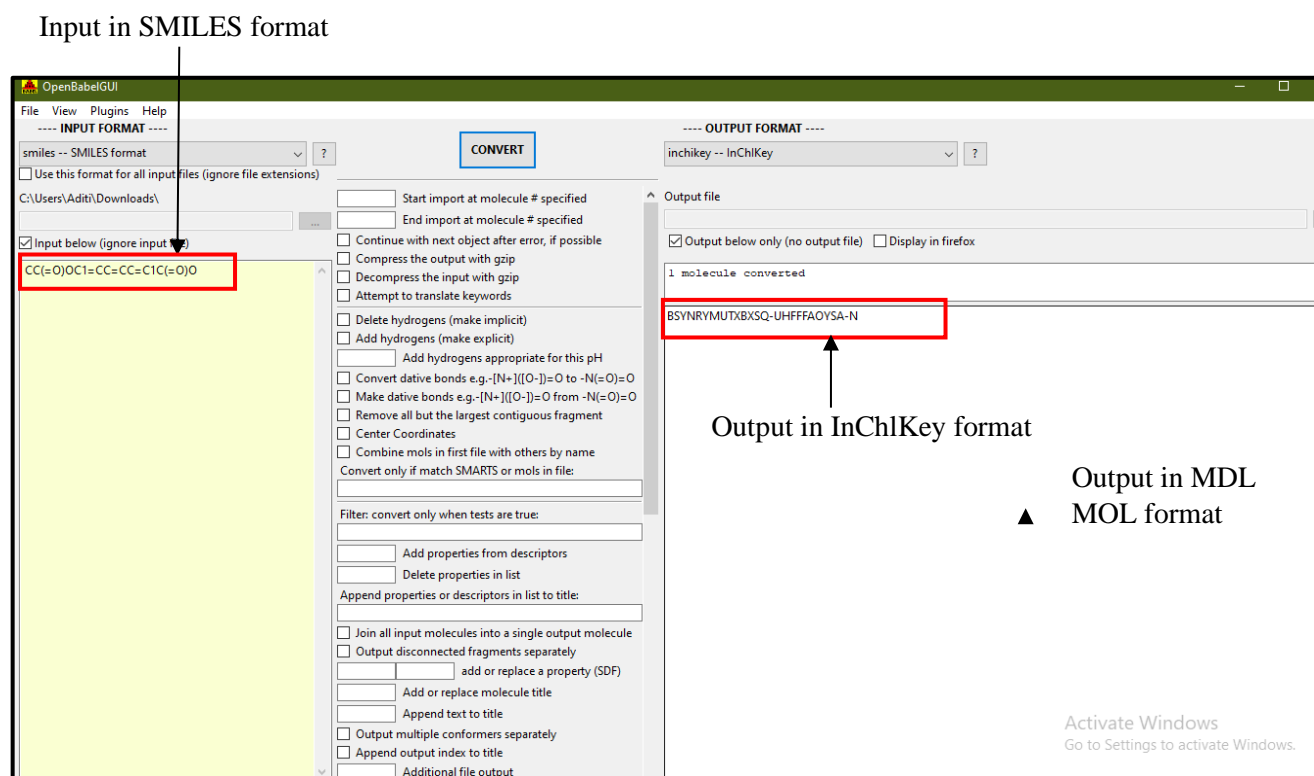 Input in SMILES format
OpenBabelGUI
File View Plugins Help
---- INPUT FORMAT ----
smiles -- SMILES format
?
Use this format for all input files (ignore file extensions)
C:\Users\Aditi\Downloads\
...
Input below (ignore input file)
CC(=O)OC1=CC=CC=C1C(=O)O
CONVERT
Start import at molecule # specified
End import at molecule # specified
Continue with next object after error, if possible
Compress the output with gzip
Decompress the input with gzip
Attempt to translate keywords
Delete hydrogens (make implicit)
Add hydrogens (make explicit)
Add hydrogens appropriate for this pH
Convert dative bonds e.g.-[N+]([O-])=O to -N(=O)=O
Make dative bonds e.g.-[N+]([O-])=O from -N(=O)=O
Remove all but the largest contiguous fragment
Center Coordinates
Combine mols in first file with others by name
Convert only if match SMARTS or mols in file:
Filter: convert only when tests are true:
Add properties from descriptors
Delete properties in list
Append properties or descriptors in list to title:
Join all input molecules into a single output molecule
Output disconnected fragments separately
add or replace a property (SDF)
Add or replace molecule title
Append text to title
Output multiple conformers separately
Append output index to title
Additional file output
---- OUTPUT FORMAT ----
inchikey -- InChIKey
?
Output file
Output below only (no output file) Display in firefox
1 molecule converted
BSYNRYMUTXBXSQ-UHFFFAOYSA-N
Output in InChlKey format
Output in MDL
MOL format
Activate Windows
Go to Settings to activate Windows.